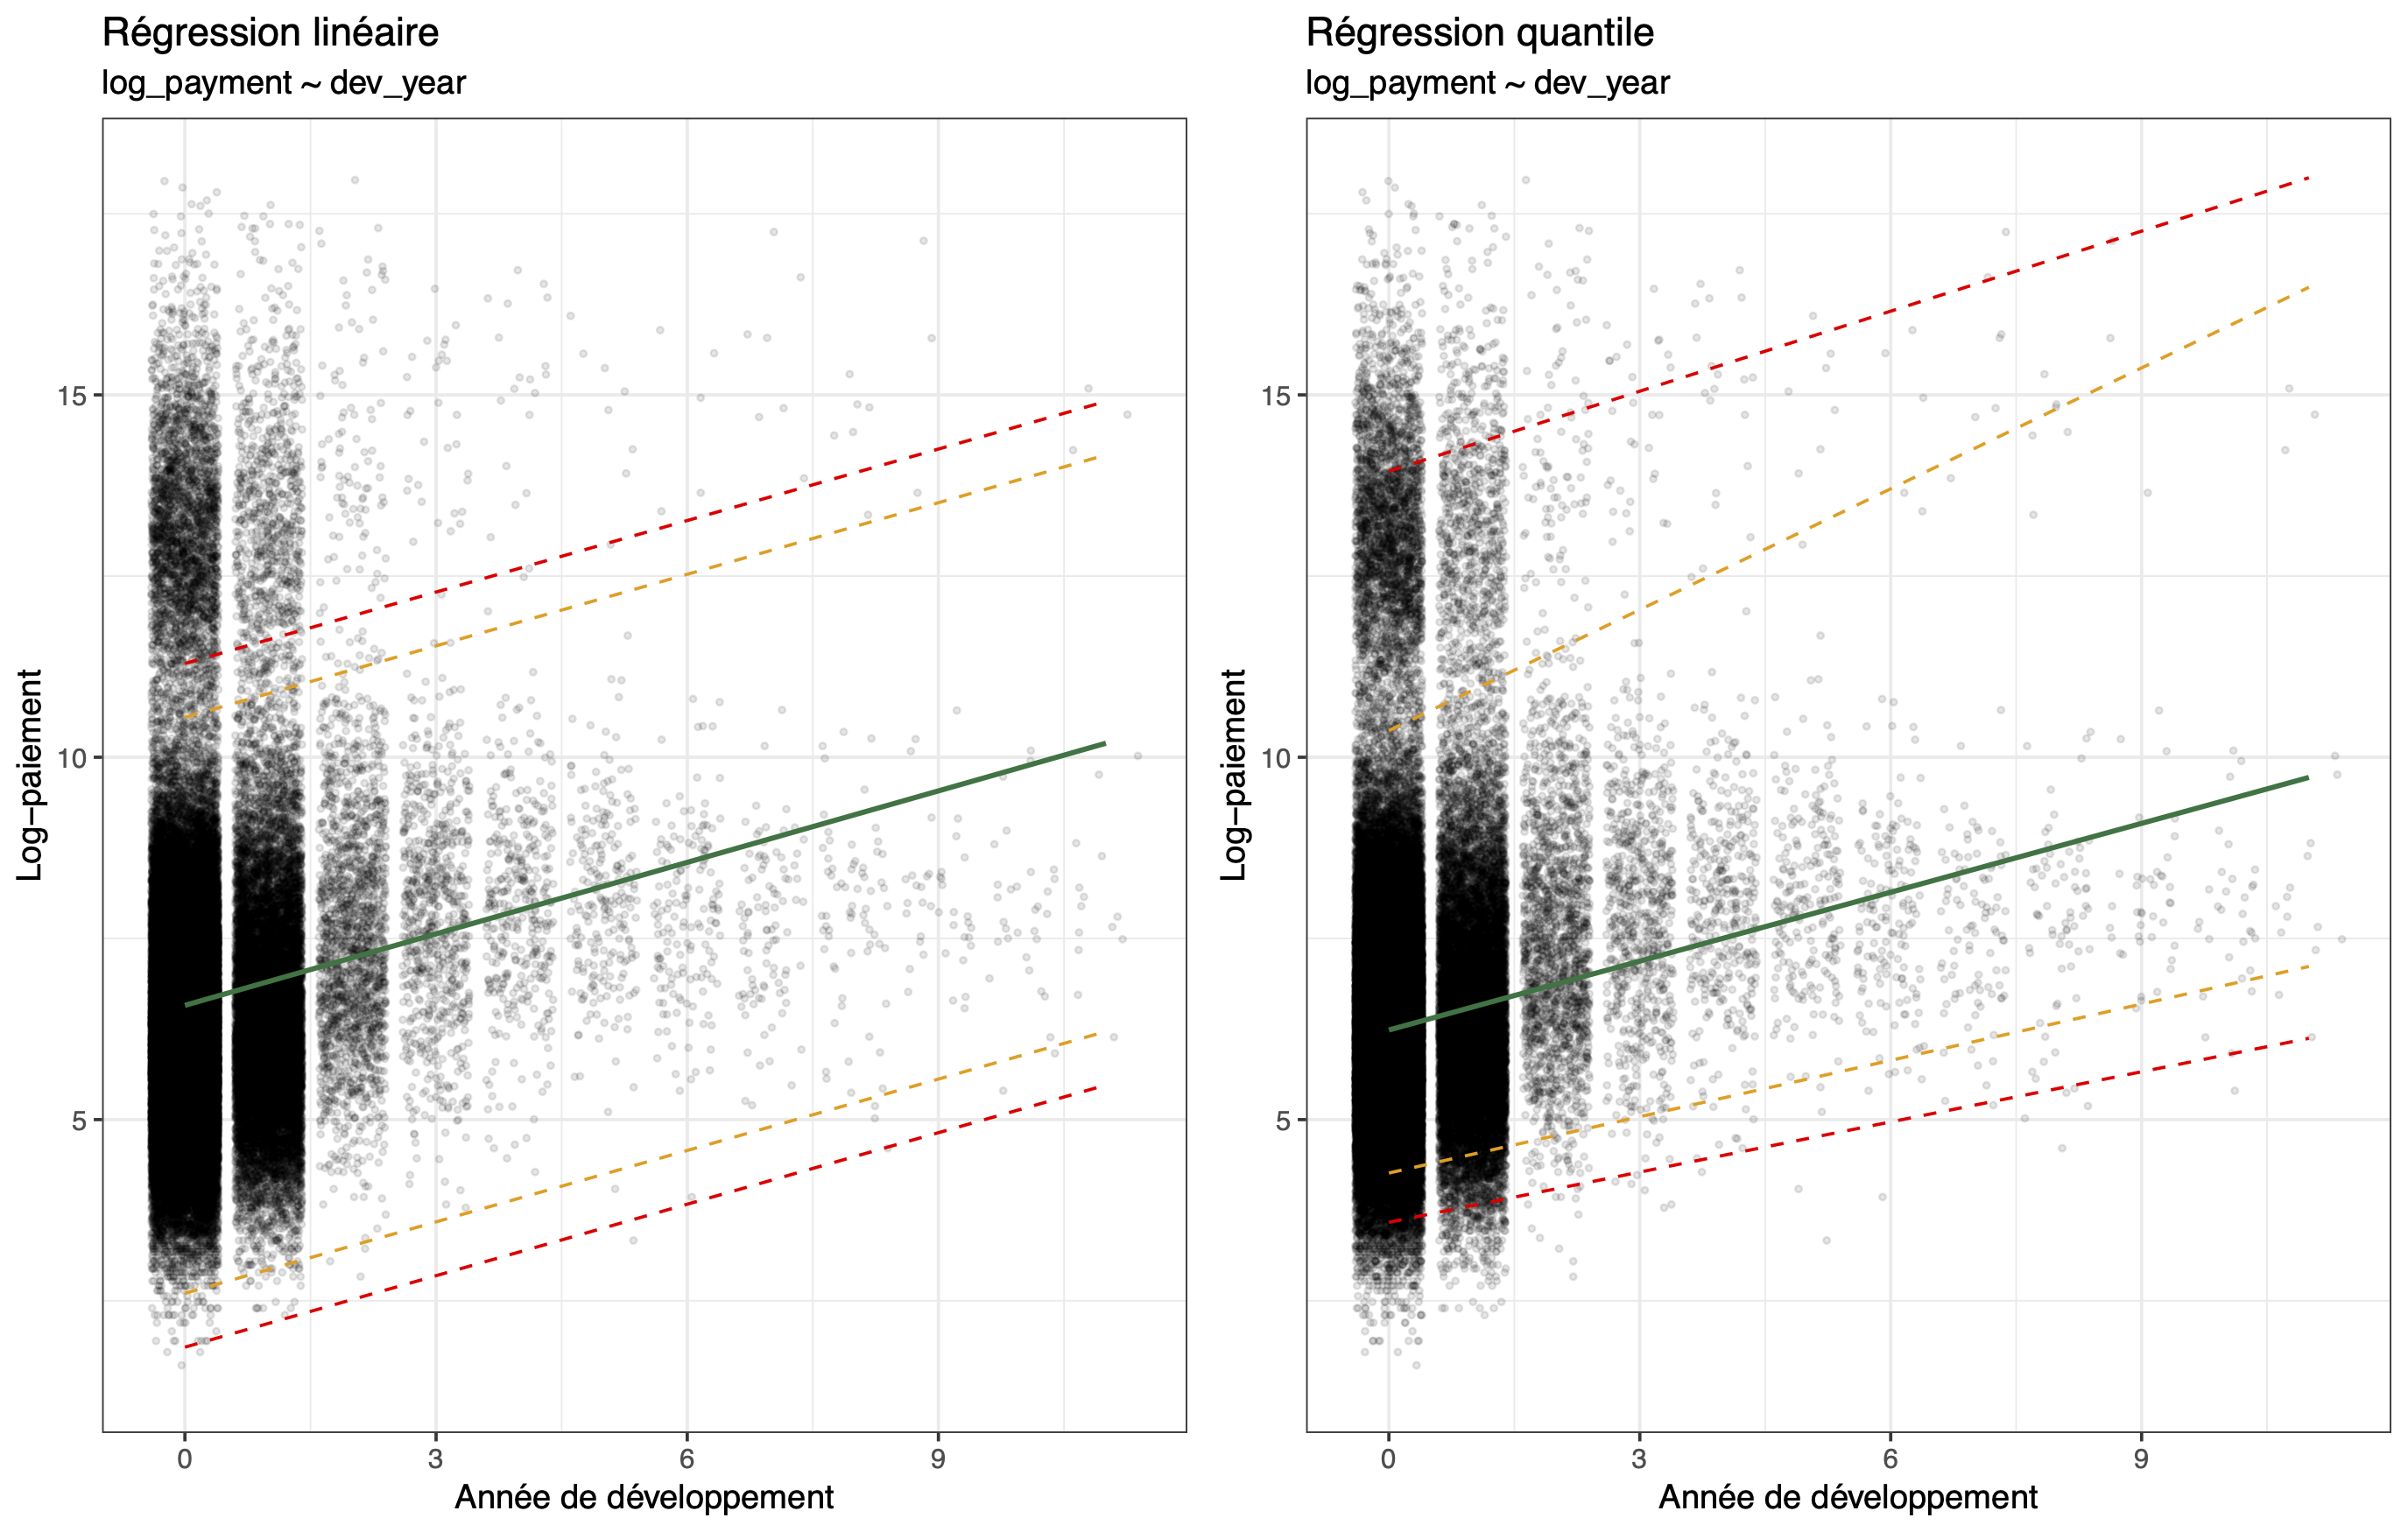 Régression linéaire
log_payment ~ dev_year
15
10
5
Log-paiement
0 3 6 9
Année de développement
Régression quantile
log_payment ~ dev_year
15
10
5
Log-paiement
0 3 6 9
Année de développement